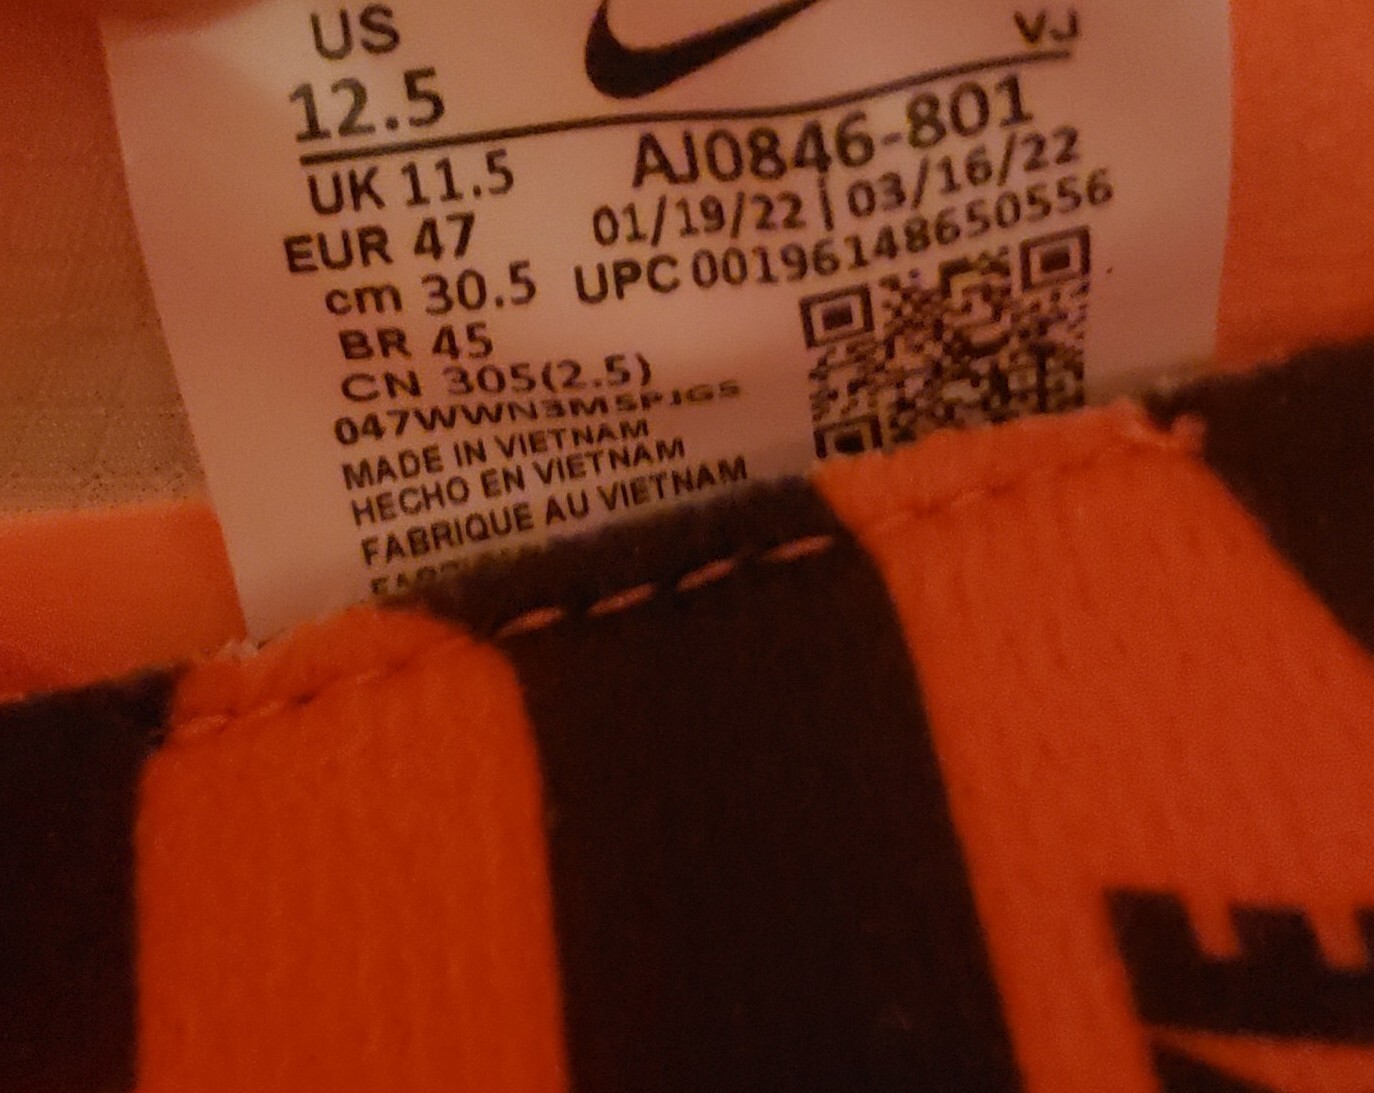 US
12.5
VJ
UK 11.5
AJ0846-801
EUR 47
01/19/22 | 03/16/22
cm 30.5
UPC 00196148650556
BR 45
CN 305(2.5)
047WWN3M5PJGS
MADE IN VIETNAM
HECHO EN VIETNAM
FABRIQUE AU VIETNAM